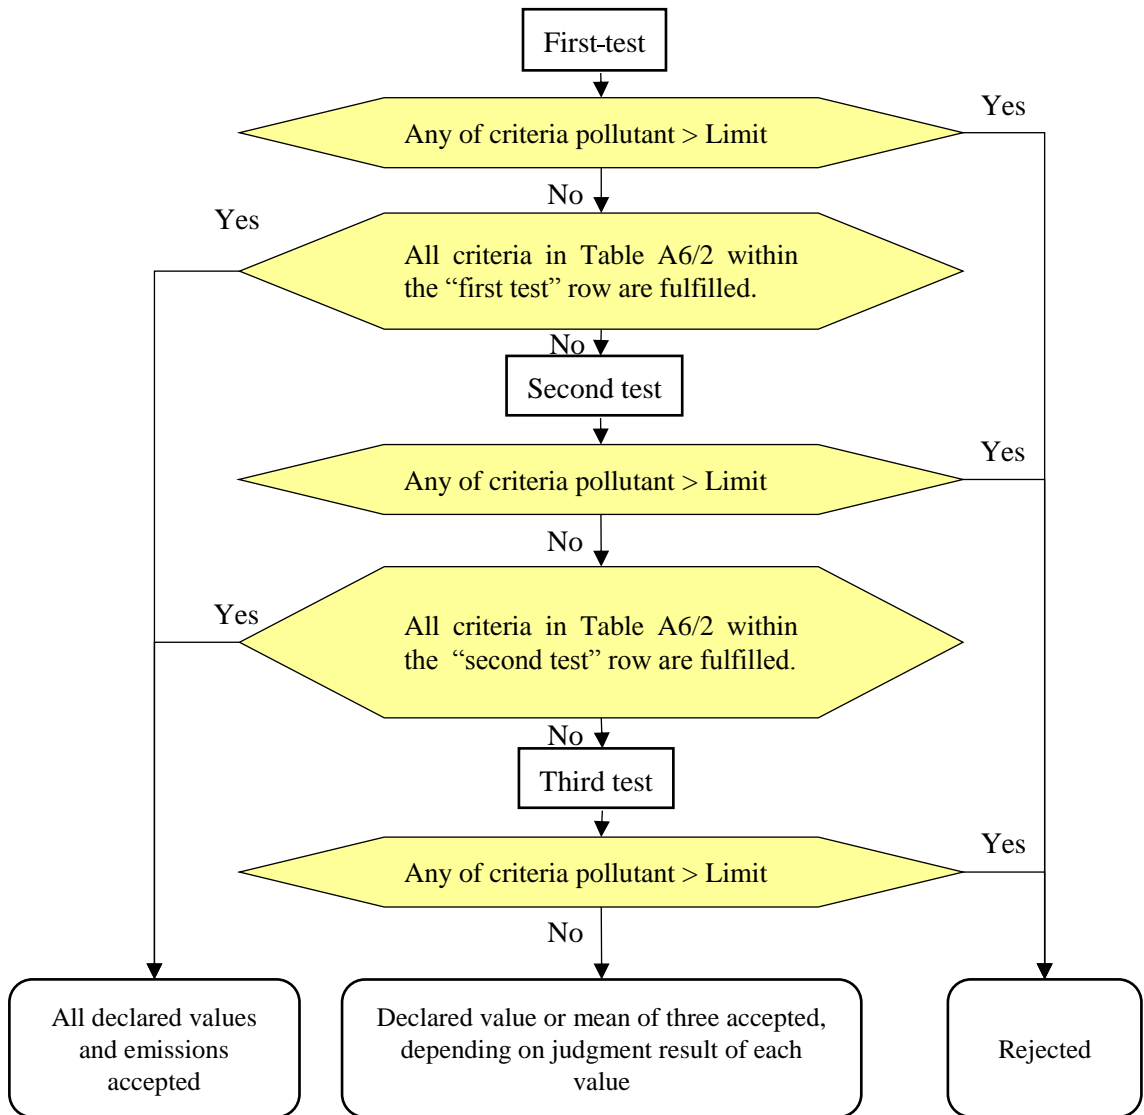 First-test
Yes
Any of criteria pollutant > Limit
No
Yes
All criteria in Table A6/2 within
the “first test” row are fulfilled.
No
Second test
Yes
Any of criteria pollutant > Limit
No
Yes
All criteria in Table A6/2 within
the “second test” row are fulfilled.
No
Third test
Yes
Any of criteria pollutant > Limit
No
All declared values
and emissions
accepted
Declared value or mean of three accepted,
depending on judgment result of each
value
Rejected